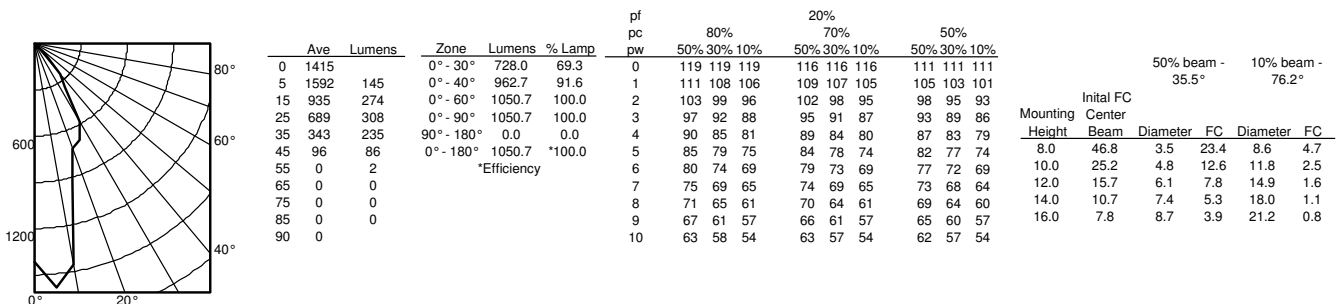 600
1200
0°
20°
40°
60°
80°
Ave Lumens
0 1415
5 1592 145
15 935 274
25 689 308
35 343 235
45 96 86
55 0 2
65 0 0
75 0 0
85 0 0
90 0
Zone Lumens % Lamp
0° - 30° 728.0 69.3
0° - 40° 962.7 91.6
0° - 60° 1050.7 100.0
0° - 90° 1050.7 100.0
90° - 180° 0.0 0.0
0° - 180° 1050.7 *100.0
*Efficiency
pf 20%
pc 80% 70% 50%
pw 50% 30% 10% 50% 30% 10% 50% 30% 10%
0 119 119 119 116 116 116 111 111 111
1 111 108 106 109 107 105 105 103 101
2 103 99 96 102 98 95 98 95 93
3 97 92 88 95 91 87 93 89 86
4 90 85 81 89 84 80 87 83 79
5 85 79 75 84 78 74 82 77 74
6 80 74 69 79 73 69 77 72 69
7 75 69 65 74 69 65 73 68 64
8 71 65 61 70 64 61 69 64 60
9 67 61 57 66 61 57 65 60 57
10 63 58 54 63 57 54 62 57 54
50% beam - 10% beam -
35.5° 76.2°
Inital FC
Mounting Center
Height Beam Diameter FC Diameter FC
8.0 46.8 3.5 23.4 8.6 4.7
10.0 25.2 4.8 12.6 11.8 2.5
12.0 15.7 6.1 7.8 14.9 1.6
14.0 10.7 7.4 5.3 18.0 1.1
16.0 7.8 8.7 3.9 21.2 0.8